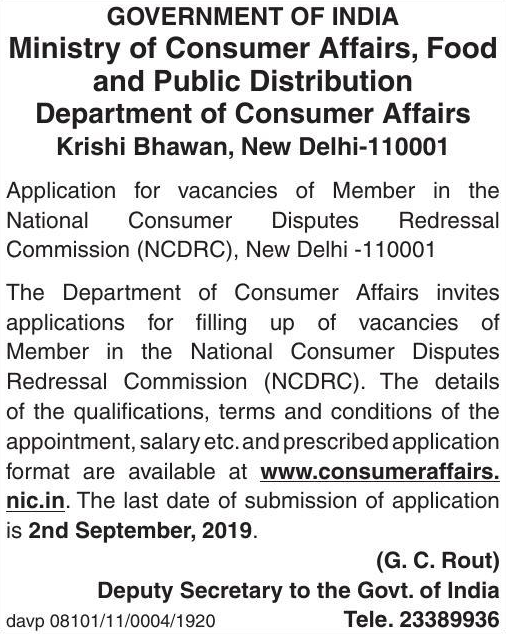 GOVERNMENT OF INDIA
Ministry of Consumer Affairs, Food
and Public Distribution
Department of Consumer Affairs
Krishi Bhawan, New Delhi-110001
Application for vacancies of Member in the
National Consumer Disputes Redressal
Commission (NCDRC), New Delhi -110001
The Department of Consumer Affairs invites
applications for filling up of vacancies of
Member in the National Consumer Disputes
Redressal Commission (NCDRC). The details
of the qualifications, terms and conditions of the
appointment, salary etc. and prescribed application
format are available at www.consumeraffairs.
nic.in. The last date of submission of application
is 2nd September, 2019.
(G. C. Rout)
Deputy Secretary to the Govt. of India
davp 08101/11/0004/1920 Tele. 23389936